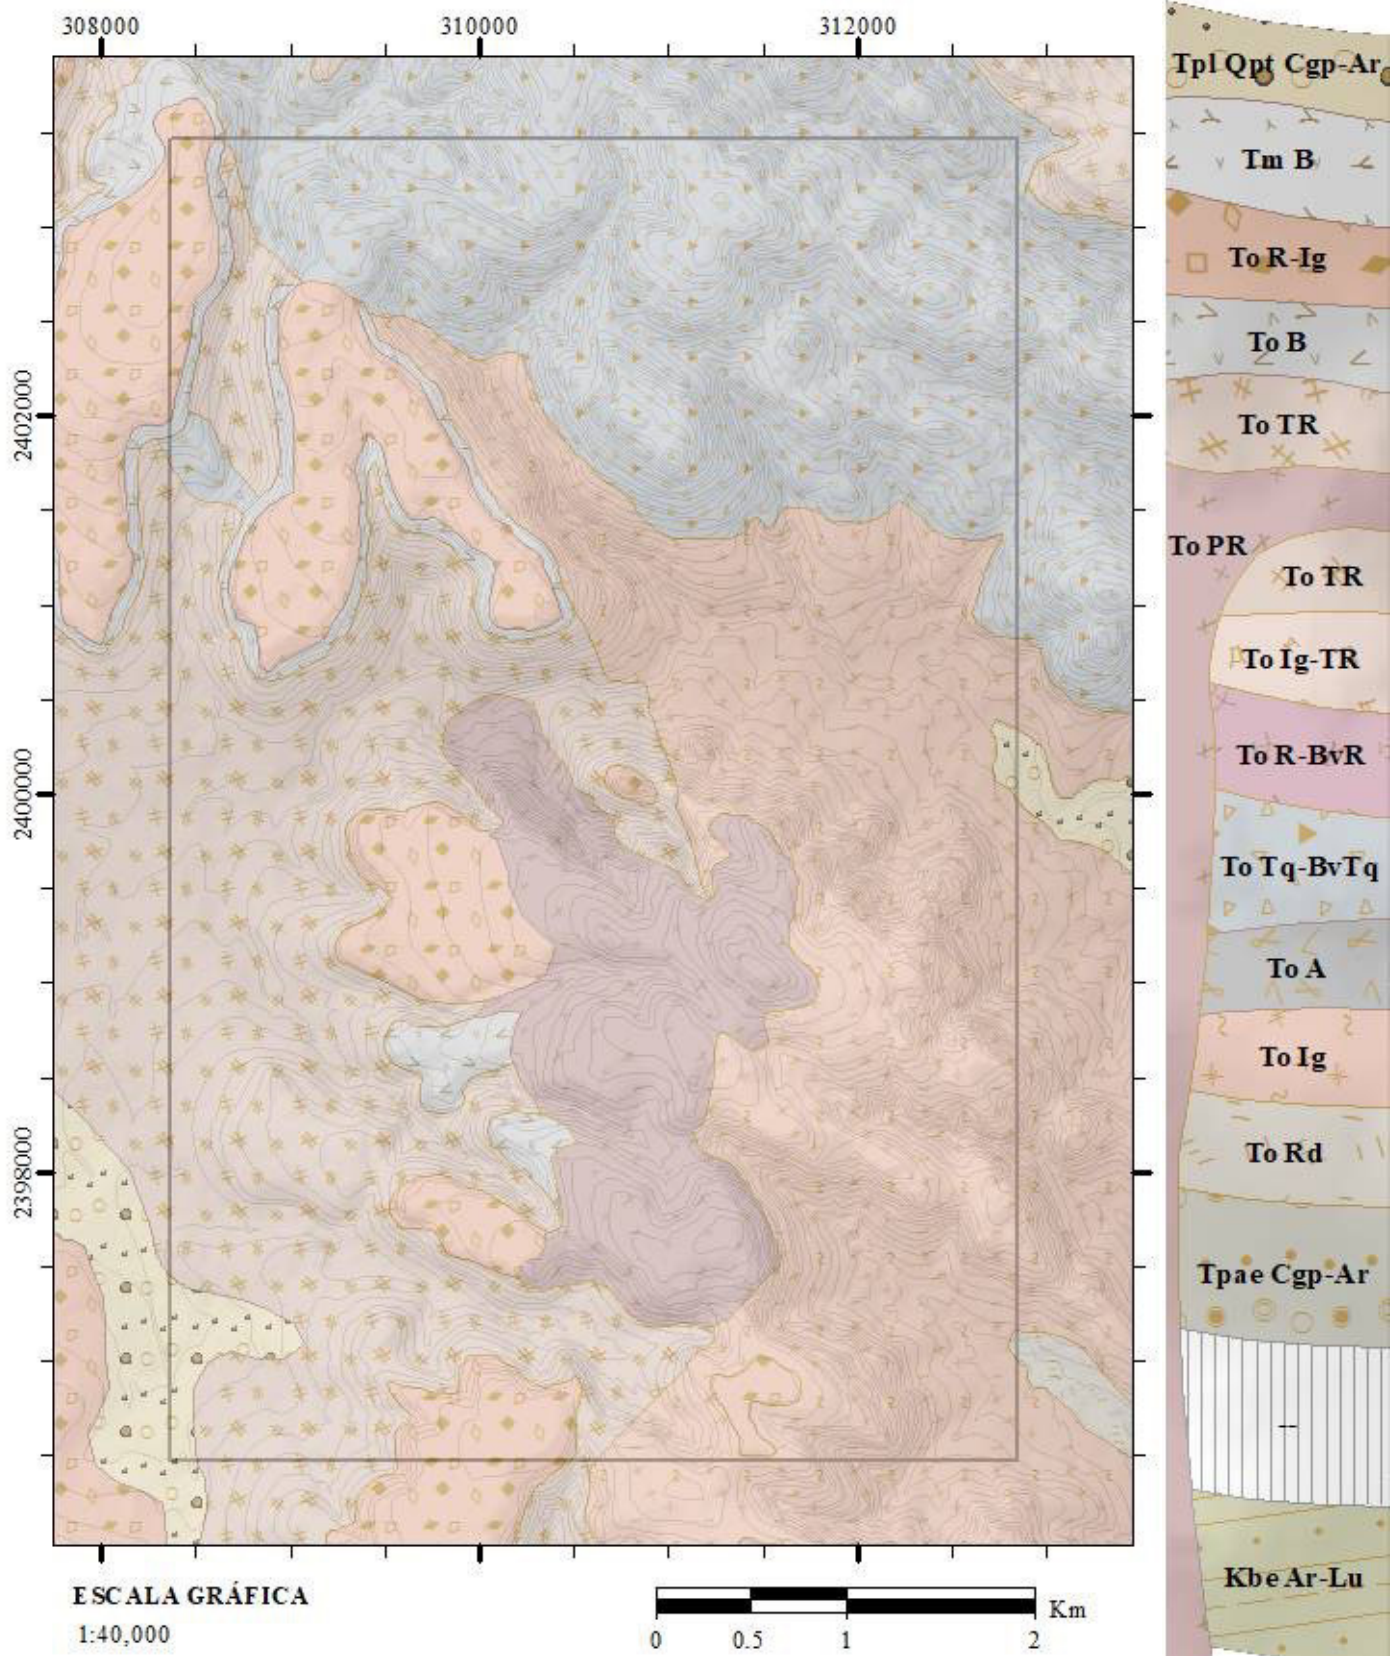 308000 310000 312000
2402000
2400000
2398000
Tpl Qpt Cgp-Ar
Tm B
To R-Ig
To B
To TR
To PR
To TR
To Ig-TR
To R-BvR
To Tq-BvTq
To A
To Ig
To Rd
Tpae Cgp-Ar
--
Kbe Ar-Lu
ESCALA GRÁFICA
1:40,000
Km
0 0.5 1 2